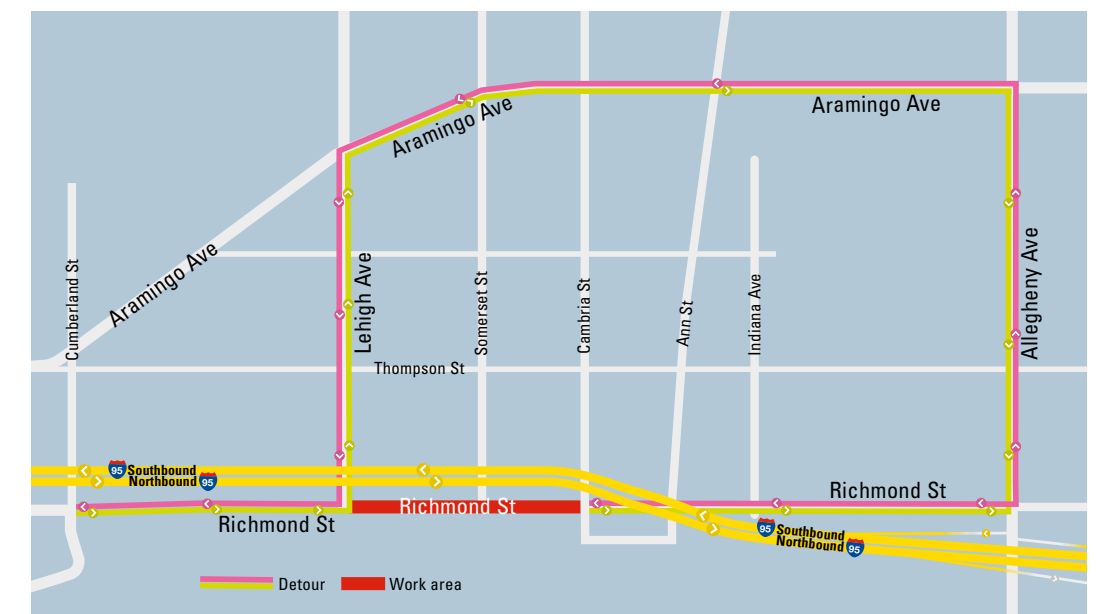 Aramingo Ave
Aramingo Ave
Aramingo Ave
Cumberland St
Lehigh Ave
Somerset St
Cambria St
Ann St
Indiana Ave
Allegheny Ave
Thompson St
95 Southbound
Northbound 95
Richmond St
Richmond St
Richmond St
95 Southbound
Northbound 95
Detour
Work area